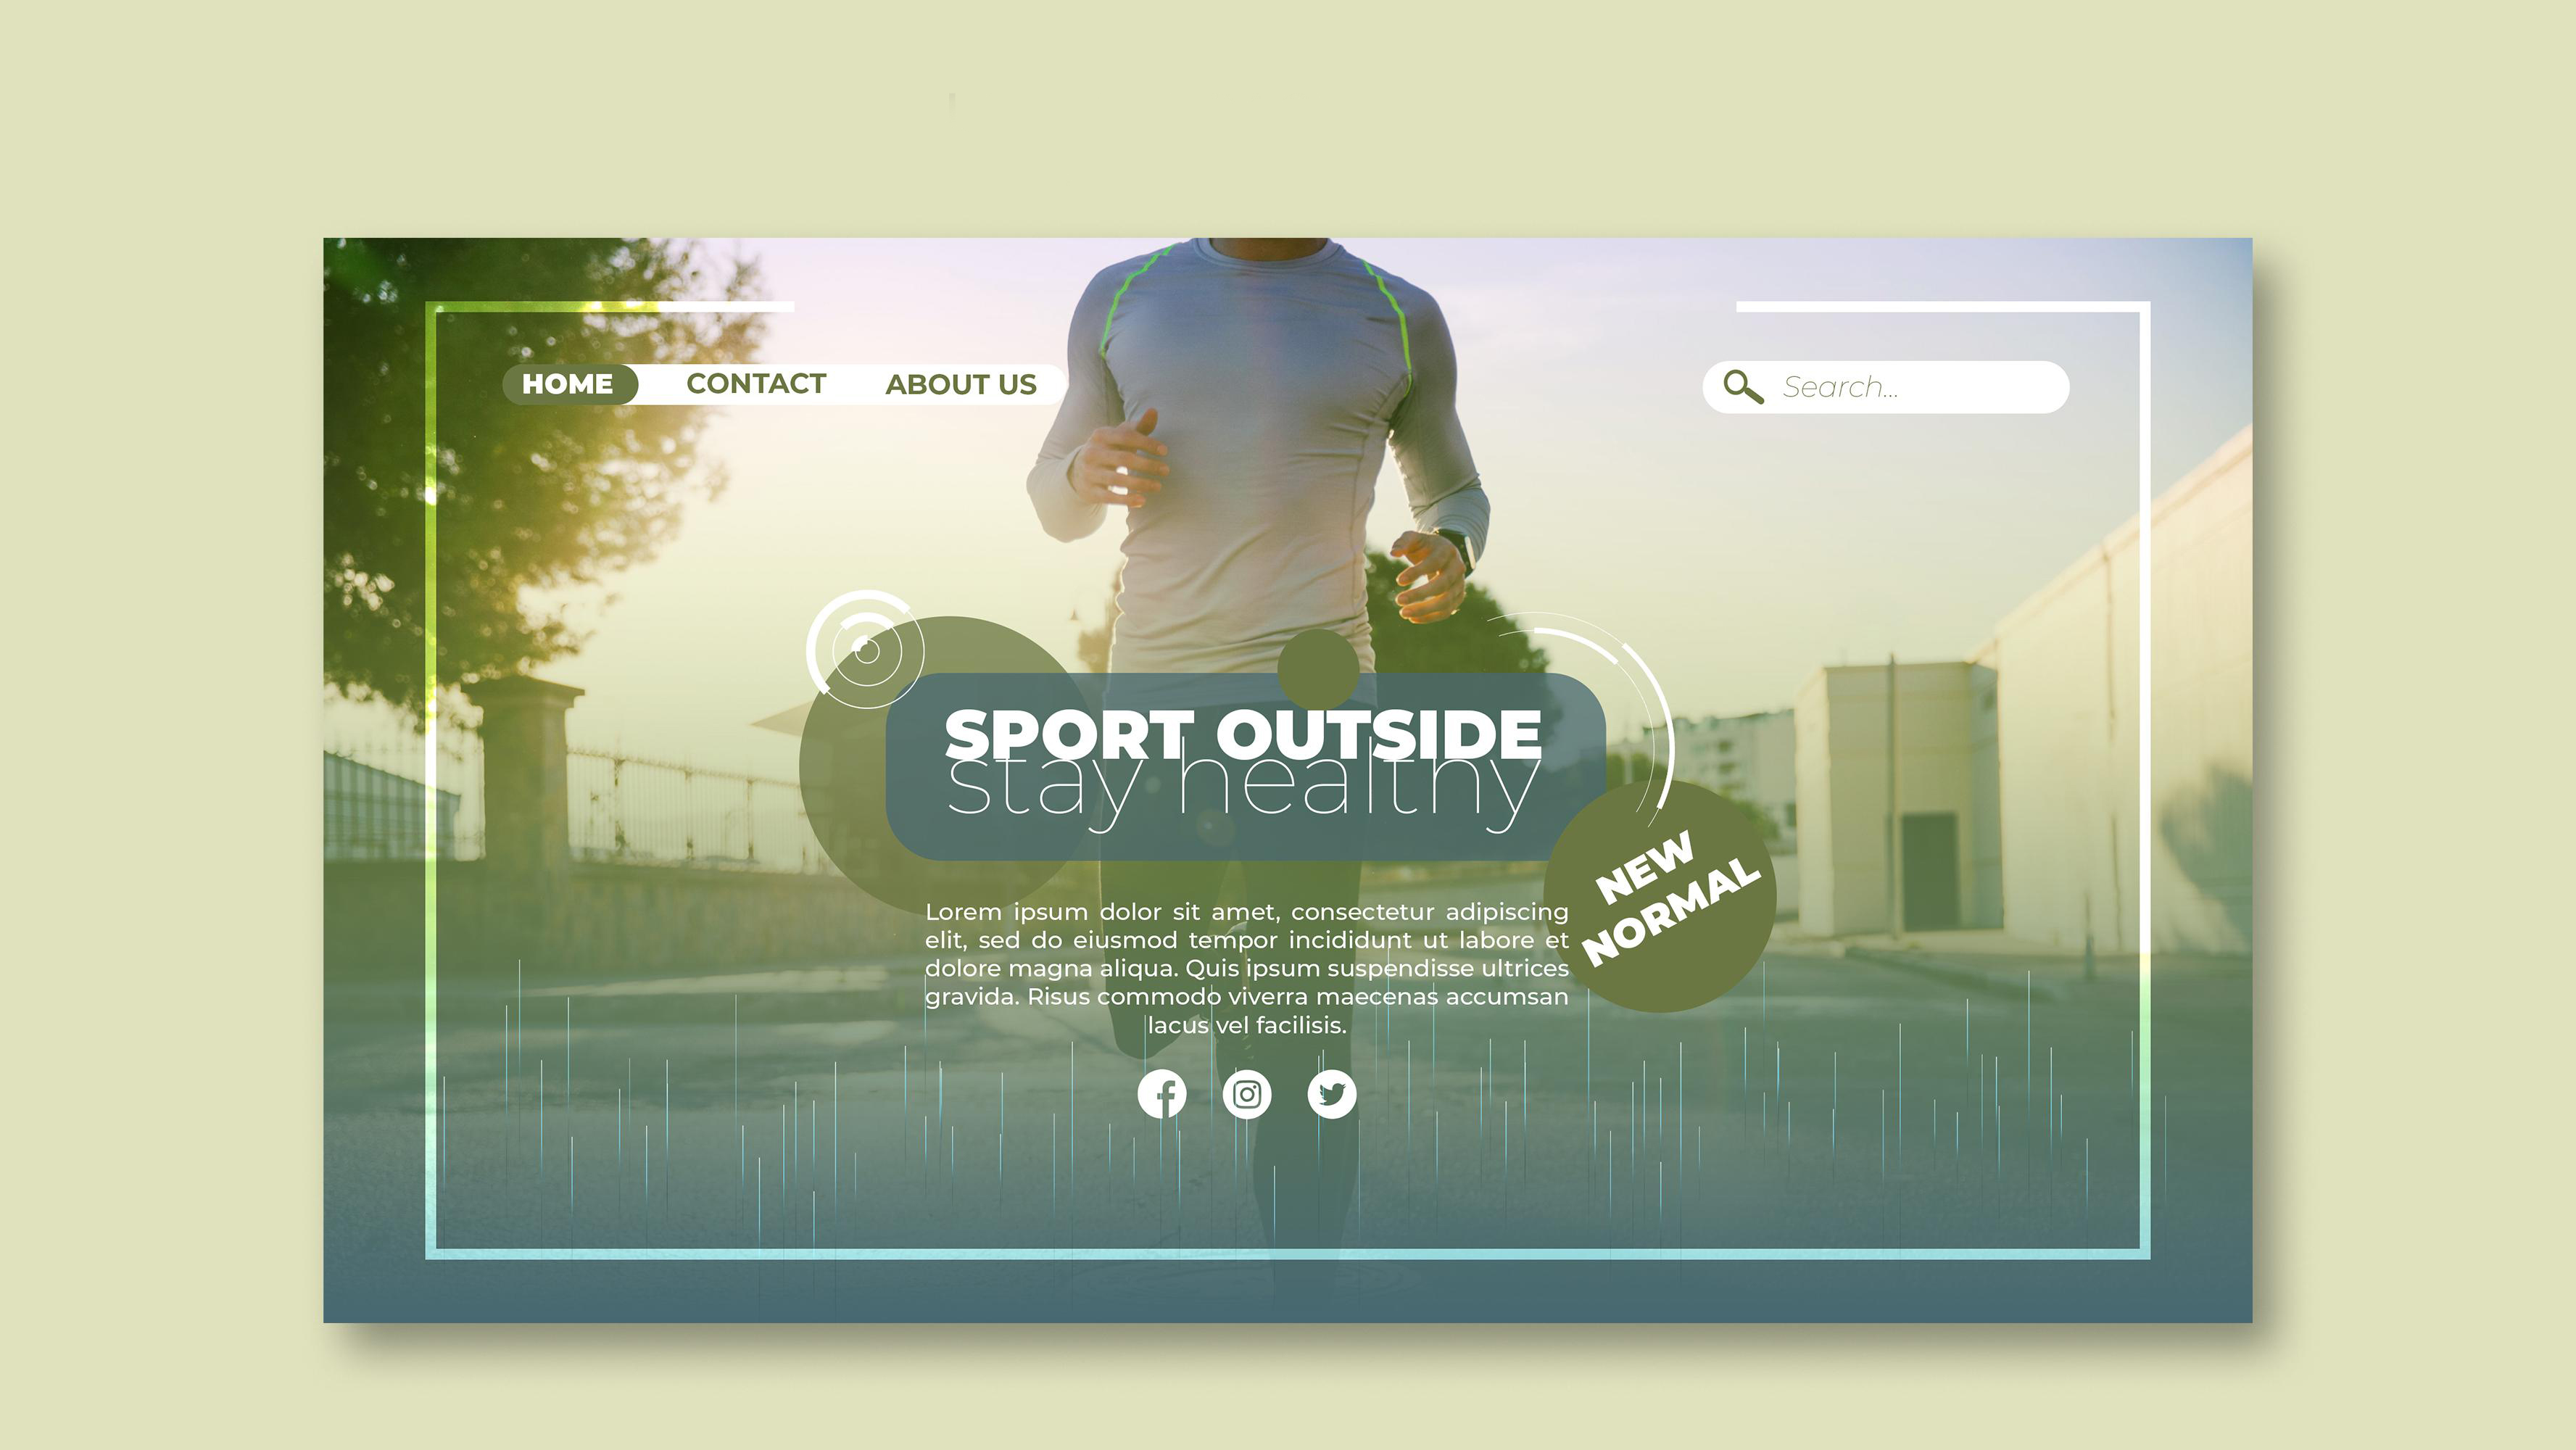 HOME CONTACT ABOUT US
Search...
SPORT OUTSIDE
stay healthy
NEW
NORMAL
Lorem ipsum dolor sit amet, consectetur adipiscing
elit, sed do eiusmod tempor incididunt ut labore et
dolore magna aliqua. Quis ipsum suspendisse ultrices
gravida. Risus commodo viverra maecenas accumsan
lacus vel facilisis.